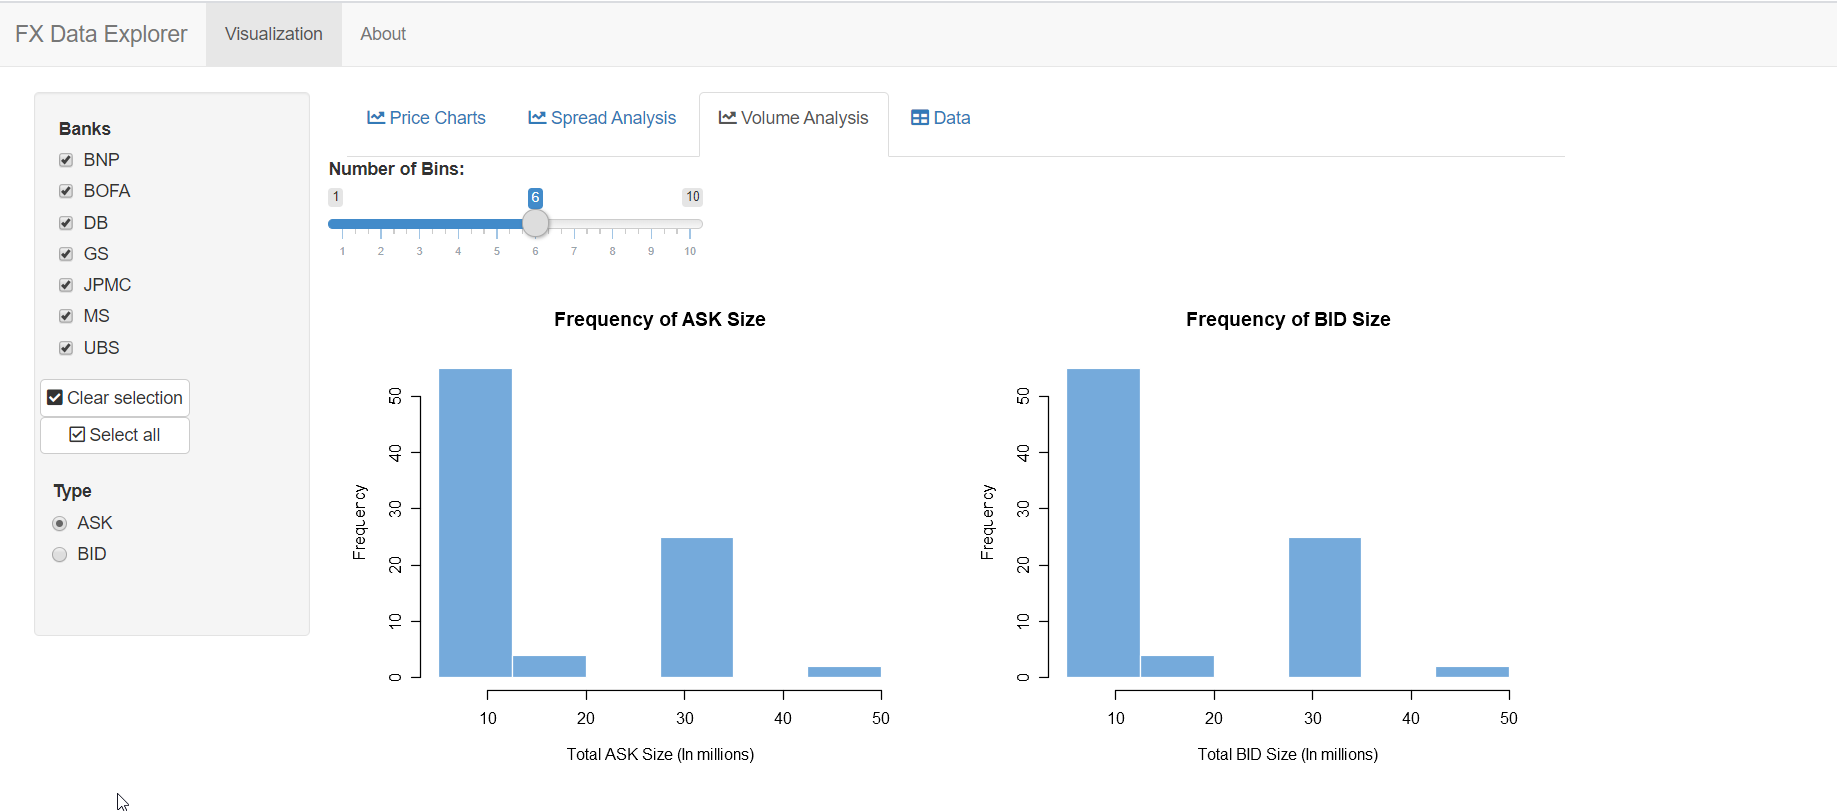 FX Data Explorer Visualization About
Banks
BNP
BOFA
DB
GS
JPMC
MS
UBS
Clear selection
Select all
Type
ASK
BID
Price Charts Spread Analysis Volume Analysis Data
Number of Bins:
1 6 10
1 2 3 4 5 6 7 8 9 10
Frequency of ASK Size
Frequency
50
40
30
20
10
0
10 20 30 40 50
Total ASK Size (In millions)
Frequency of BID Size
Frequency
50
40
30
20
10
0
10 20 30 40 50
Total BID Size (In millions)